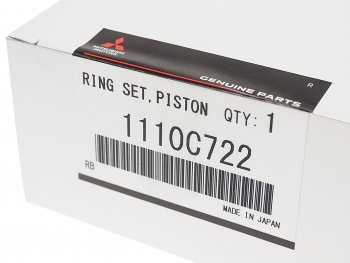 MITSUBISHI
MOTORS
GENUINE PARTS
R
RING SET, PISTON QTY: 1
1110C722
RB
MADE IN JAPAN